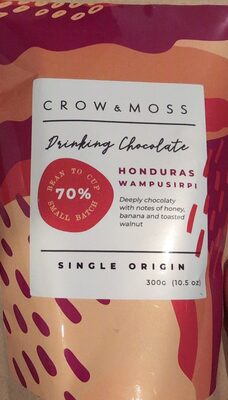 CROW & MOSS
Drinking Chocolate
BEAN TO CUP
70%
SMALL BATCH
HONDURAS
WAMPUSIRPI
Deeply chocolaty
with notes of honey,
banana and toasted
walnut
SINGLE ORIGIN
300g (10.5 oz)